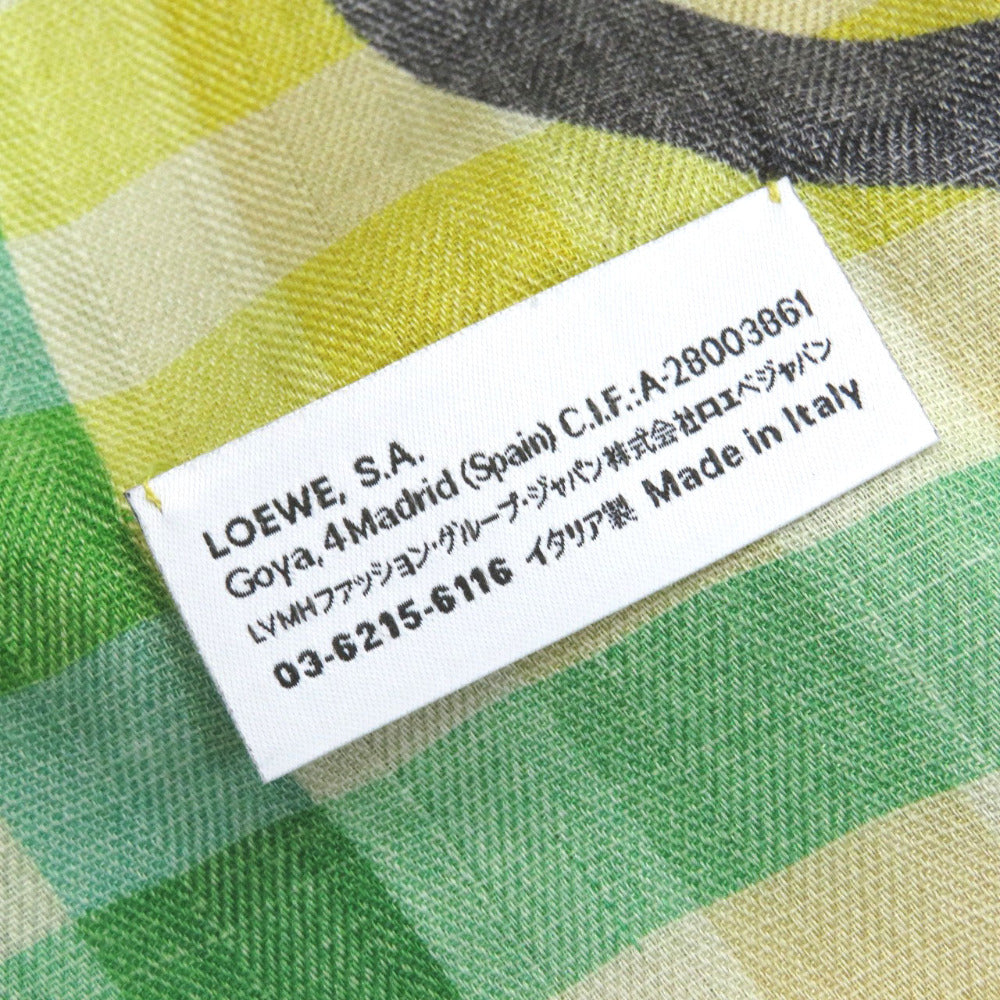 LOEWE, S.A.
Goya, 4 Madrid (Spain) C.I.F.: A-28003861
LVMHファッション・グループ・ジャパン株式会社ロエベジャパン
03-6215-6116 イタリア製 Made in Italy